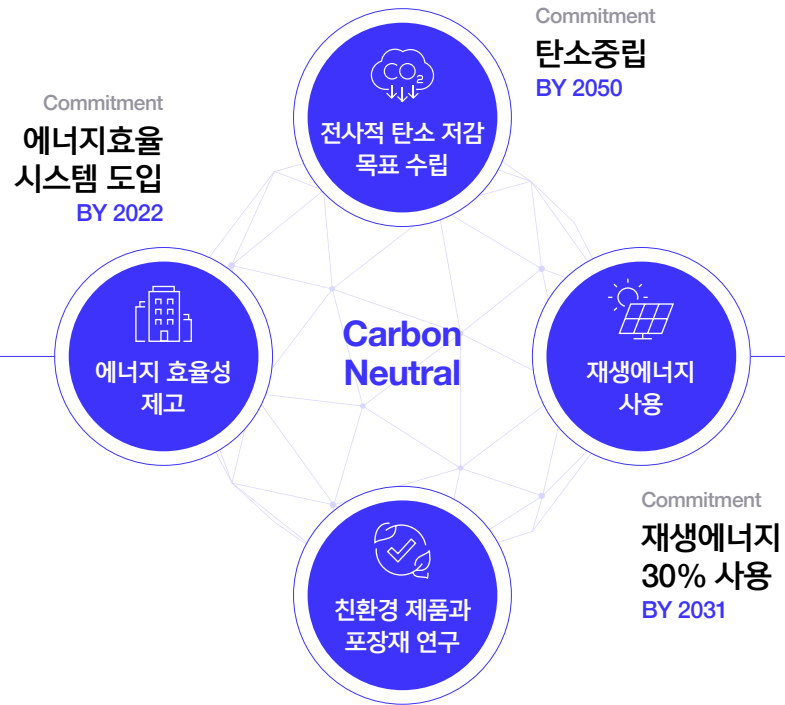 Commitment
탄소중립
BY 2050
CO₂
전사적 탄소 저감
목표 수립
Commitment
에너지효율
시스템 도입
BY 2022
에너지 효율성
제고
Carbon
Neutral
재생에너지
사용
Commitment
재생에너지
30% 사용
BY 2031
친환경 제품과
포장재 연구